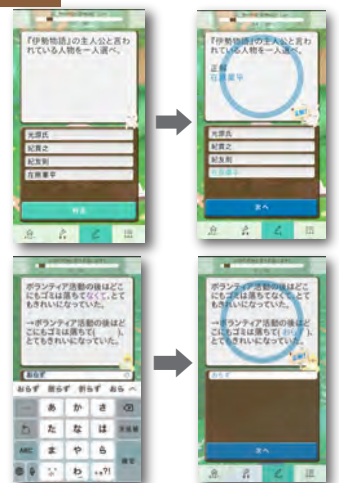 『伊勢物語』の主人公と言わ
れている人物を一人選べ。
光源氏
紀貫之
紀友則
在原業平
『伊勢物語』の主人公と言わ
れている人物を一人選べ。
正解
在原業平
光源氏
紀貫之
紀友則
在原業平
次へ
ボランティア活動の後はどこ
にもゴミは落ちてなくて、とて
もきれいになっていた。
→ボランティア活動の後はど
こにもゴミは落ちて( )、
とてもきれいになっていた。
おらず
おらず 居らず 折らず おら
あ か さ
た な は
ABC ま や ら
わ 、。?!
ボランティア活動の後はどこ
にもゴミは落ちてなくて、とて
もきれいになっていた。
→ボランティア活動の後はど
こにもゴミは落ちて(おらず)、
とてもきれいになっていた。
おらず
次へ